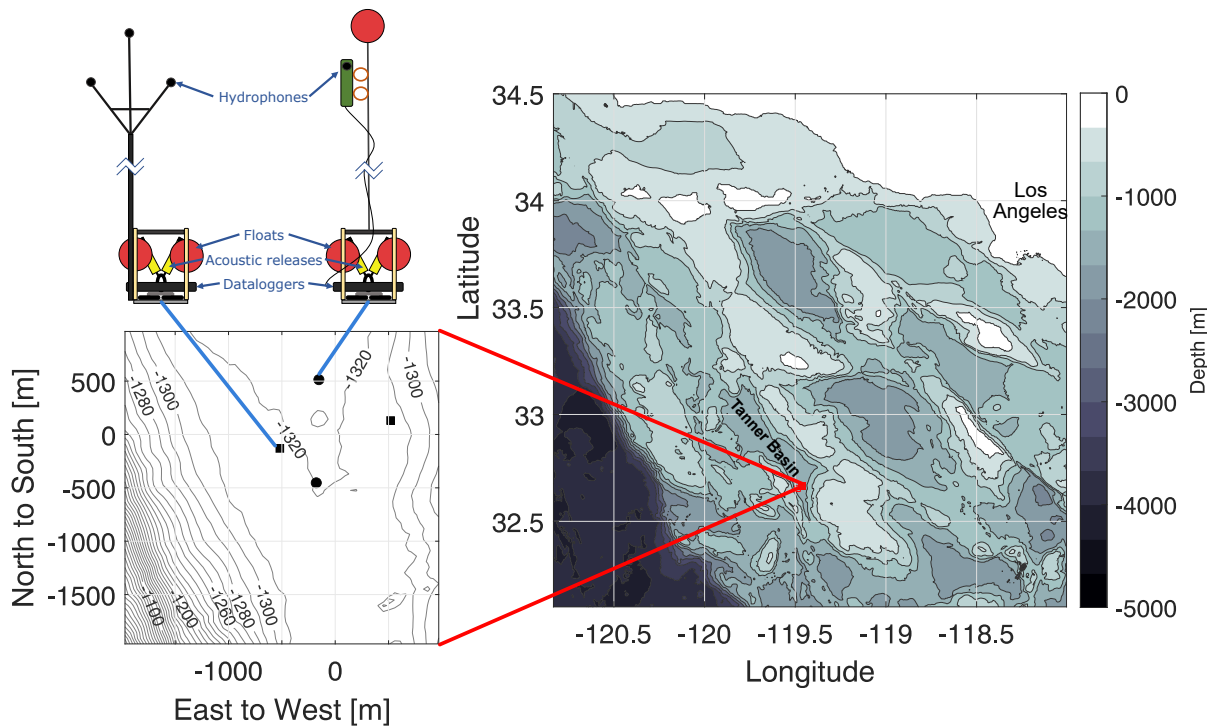 Hydrophones
Floats
Acoustic releases
Dataloggers
North to South [m]
500
0
-500
-1000
-1500
-1280
-1300
-1320
-1320
-1300
-1100
-1200
-1260
-1280
-1300
-1000
0
East to West [m]
Latitude
34.5
34
33.5
33
32.5
Los
Angeles
Tanner Basin
-120.5
-120
-119.5
-119
-118.5
Longitude
0
-1000
-2000
-3000
-4000
-5000
Depth [m]